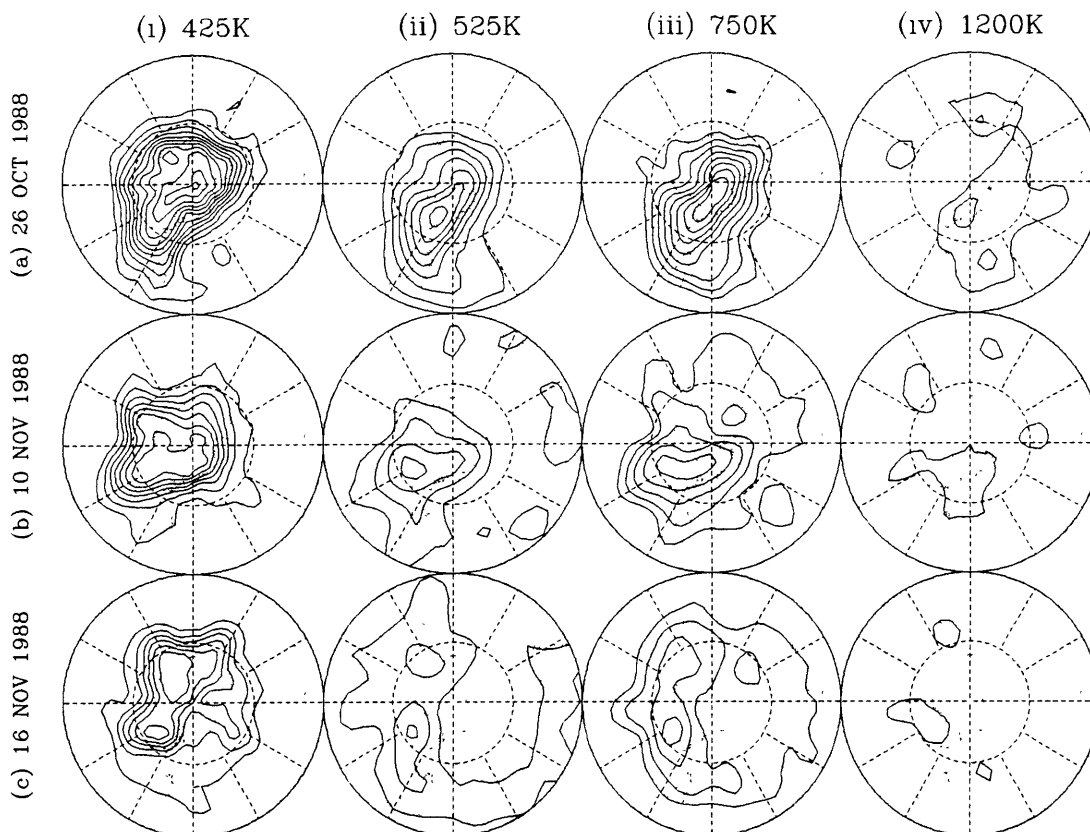 (i) 425K (ii) 525K (iii) 750K (iv) 1200K
(a) 26 OCT 1988
(b) 10 NOV 1988
(c) 16 NOV 1988